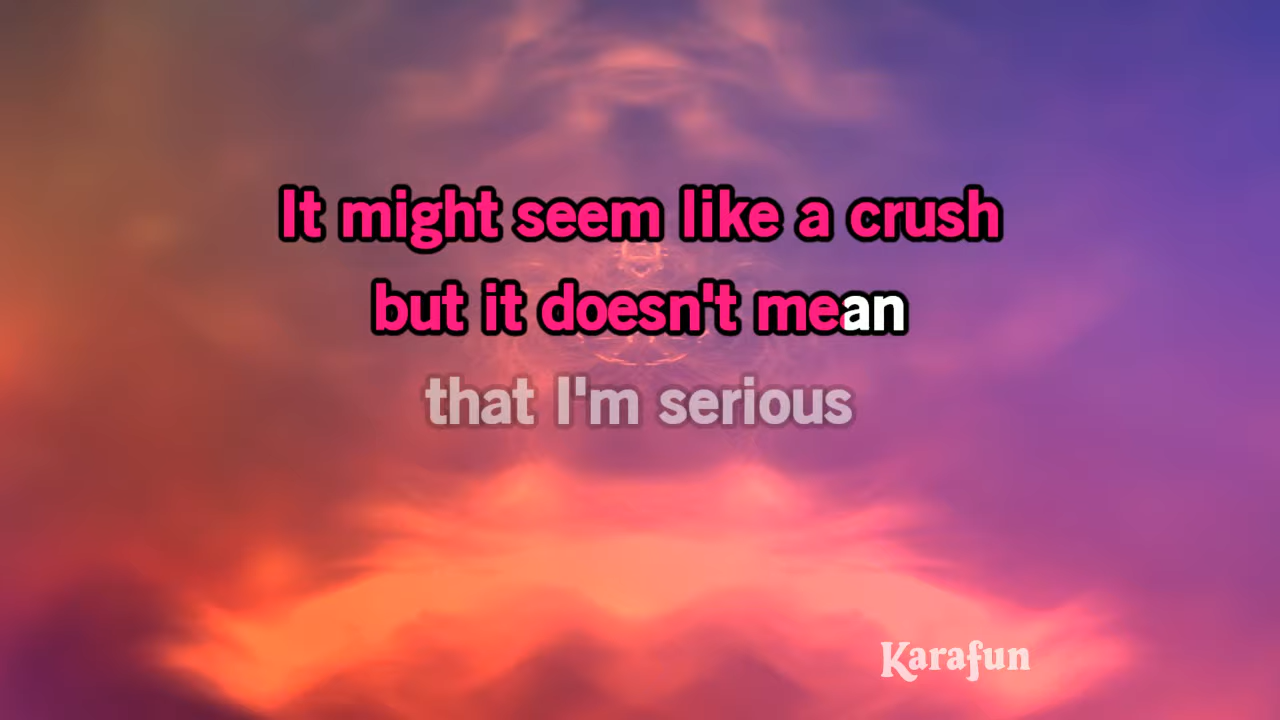 It might seem like a crush
but it doesn't mean
that I'm serious
Karafun